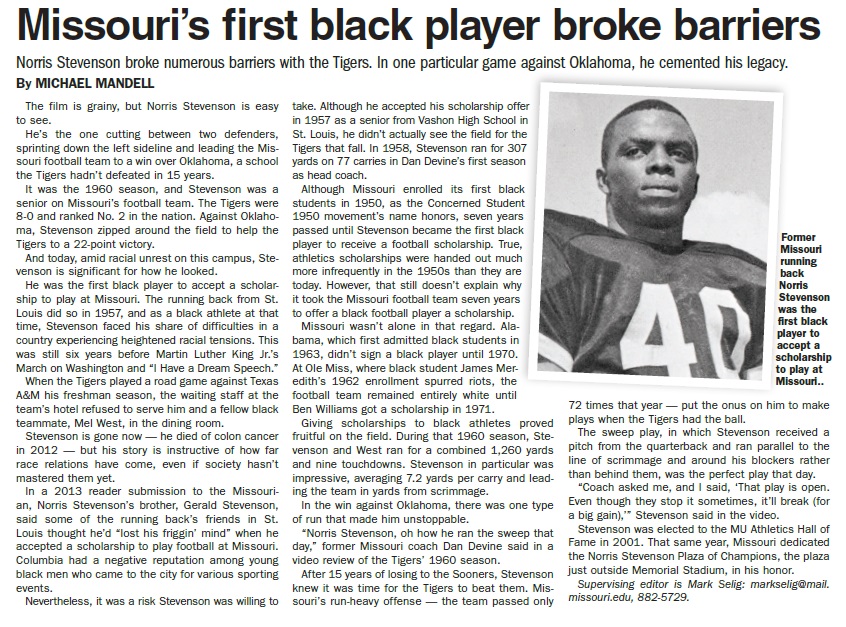 Missouri's first black player broke barriers
Norris Stevenson broke numerous barriers with the Tigers. In one particular game against Oklahoma, he cemented his legacy.
By MICHAEL MANDELL
The film is grainy, but Norris Stevenson is easy
to see.
He's the one cutting between two defenders,
sprinting down the left sideline and leading the Mis-
souri football team to a win over Oklahoma, a school
the Tigers hadn't defeated in 15 years.
It was the 1960 season, and Stevenson was a
senior on Missouri's football team. The Tigers were
8-0 and ranked No. 2 in the nation. Against Oklaho-
ma, Stevenson zipped around the field to help the
Tigers to a 22-point victory.
And today, amid racial unrest on this campus, Ste-
venson is significant for how he looked.
He was the first black player to accept a scholar-
ship to play at Missouri. The running back from St.
Louis did so in 1957, and as a black athlete at that
time, Stevenson faced his share of difficulties in a
country experiencing heightened racial tensions. This
was still six years before Martin Luther King Jr.'s
March on Washington and "I Have a Dream Speech."
When the Tigers played a road game against Texas
A&M his freshman season, the waiting staff at the
team's hotel refused to serve him and a fellow black
teammate, Mel West, in the dining room.
Stevenson is gone now — he died of colon cancer
in 2012 — but his story is instructive of how far
race relations have come, even if society hasn't
mastered them yet.
In a 2013 reader submission to the Missouri-
an, Norris Stevenson's brother, Gerald Stevenson,
said some of the running back's friends in St.
Louis thought he'd "lost his friggin' mind" when he
accepted a scholarship to play football at Missouri.
Columbia had a negative reputation among young
black men who came to the city for various sporting
events.
Nevertheless, it was a risk Stevenson was willing to
take. Although he accepted his scholarship offer
in 1957 as a senior from Vashon High School in
St. Louis, he didn't actually see the field for the
Tigers that fall. In 1958, Stevenson ran for 307
yards on 77 carries in Dan Devine's first season
as head coach.
Although Missouri enrolled its first black
students in 1950, as the Concerned Student
1950 movement's name honors, seven years
passed until Stevenson became the first black
player to receive a football scholarship. True,
athletics scholarships were handed out much
more infrequently in the 1950s than they are
today. However, that still doesn't explain why
it took the Missouri football team seven years
to offer a black football player a scholarship.
Missouri wasn't alone in that regard. Ala-
bama, which first admitted black students in
1963, didn't sign a black player until 1970.
At Ole Miss, where black student James Mer-
edith's 1962 enrollment spurred riots, the
football team remained entirely white until
Ben Williams got a scholarship in 1971.
Giving scholarships to black athletes proved
fruitful on the field. During that 1960 season, Ste-
venson and West ran for a combined 1,260 yards
and nine touchdowns. Stevenson in particular was
impressive, averaging 7.2 yards per carry and lead-
ing the team in yards from scrimmage.
In the win against Oklahoma, there was one type
of run that made him unstoppable.
"Norris Stevenson, oh how he ran the sweep that
day," former Missouri coach Dan Devine said in a
video review of the Tigers' 1960 season.
After 15 years of losing to the Sooners, Stevenson
knew it was time for the Tigers to beat them. Mis-
souri's run-heavy offense — the team passed only
40
Former
Missouri
running
back
Norris
Stevenson
was the
first black
player to
accept a
scholarship
to play at
Missouri..
72 times that year — put the onus on him to make
plays when the Tigers had the ball.
The sweep play, in which Stevenson received a
pitch from the quarterback and ran parallel to the
line of scrimmage and around his blockers rather
than behind them, was the perfect play that day.
"Coach asked me, and I said, 'That play is open.
Even though they stop it sometimes, it'll break (for
a big gain),'" Stevenson said in the video.
Stevenson was elected to the MU Athletics Hall of
Fame in 2001. That same year, Missouri dedicated
the Norris Stevenson Plaza of Champions, the plaza
just outside Memorial Stadium, in his honor.
Supervising editor is Mark Selig: markselig@mail.
missouri.edu, 882-5729.